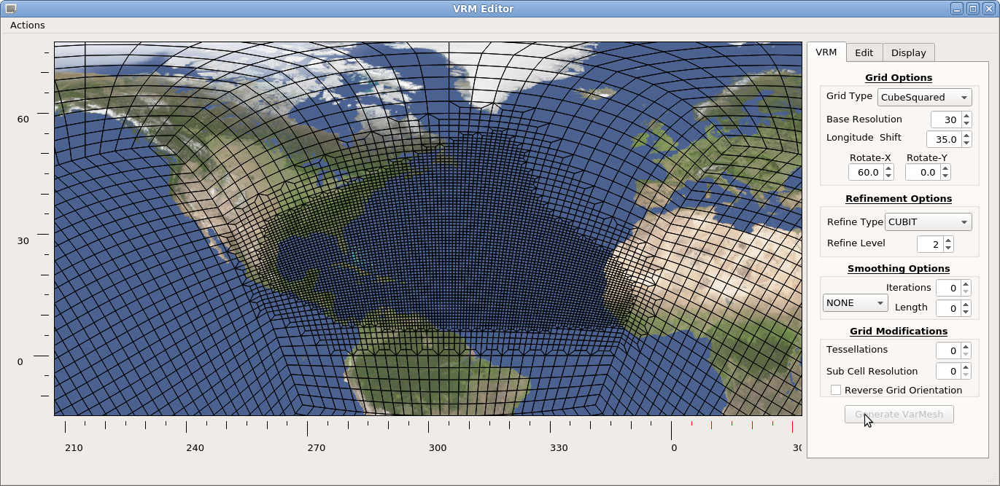 VRM Editor
Actions
VRM Edit Display
Grid Options
Grid Type CubeSquared
Base Resolution 30
Longitude Shift 35.0
Rotate-X Rotate-Y
60.0 0.0
Refinement Options
Refine Type CUBIT
Refine Level 2
Smoothing Options
Iterations 0
NONE
Length 0
Grid Modifications
Tessellations 0
Sub Cell Resolution 0
Reverse Grid Orientation
Generate VarMesh
60
30
0
210 240 270 300 330 0 30